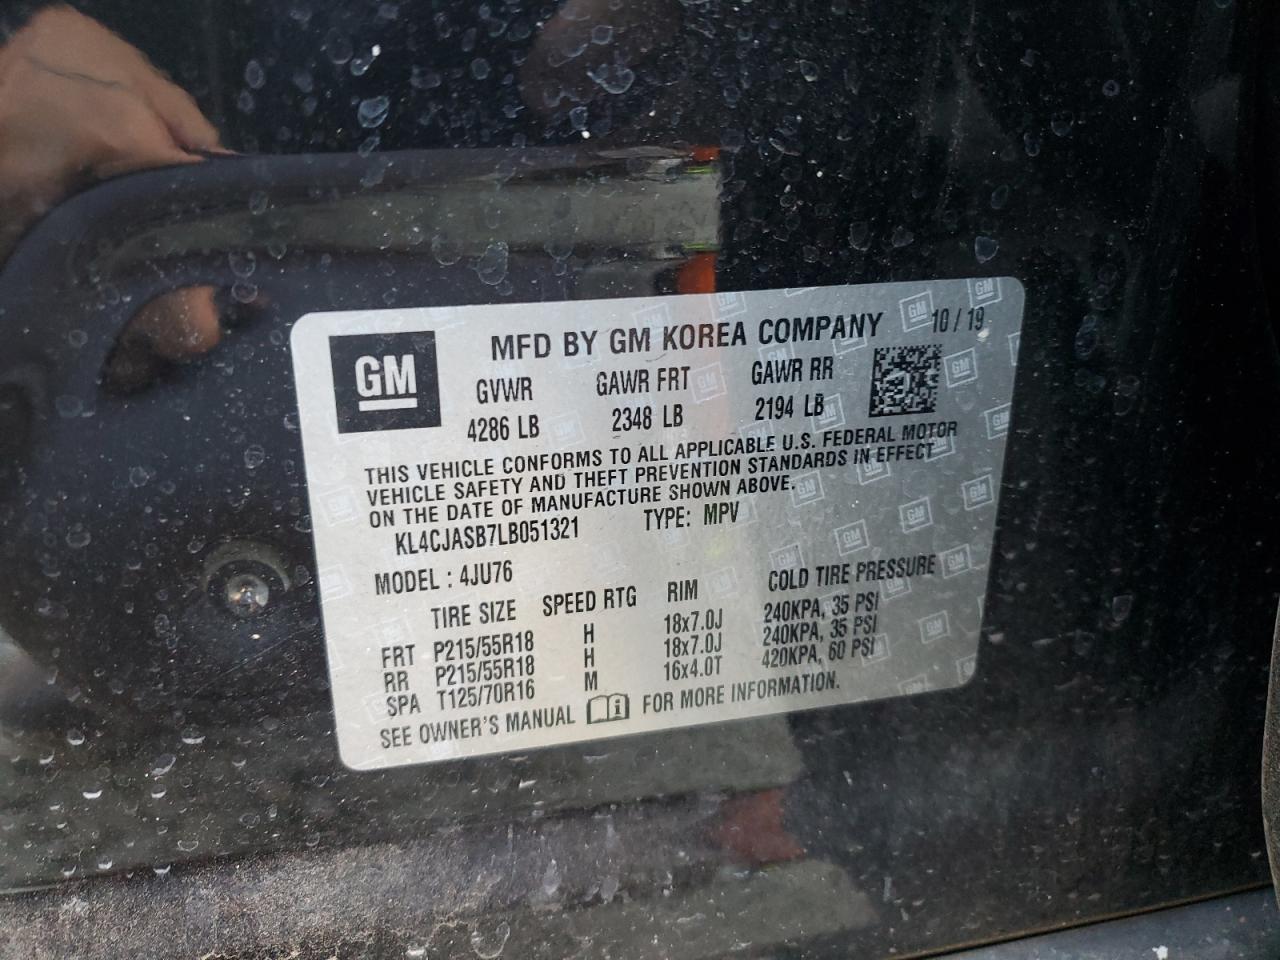 GM
MFD BY GM KOREA COMPANY 10 / 19
GVWR GAWR FRT GAWR RR
4286 LB 2348 LB 2194 LB
THIS VEHICLE CONFORMS TO ALL APPLICABLE U.S. FEDERAL MOTOR
VEHICLE SAFETY AND THEFT PREVENTION STANDARDS IN EFFECT
ON THE DATE OF MANUFACTURE SHOWN ABOVE.
KL4CJASB7LB051321 TYPE: MPV
MODEL : 4JU76
TIRE SIZE SPEED RTG RIM COLD TIRE PRESSURE
FRT P215/55R18 H 18x7.0J 240KPA, 35 PSI
RR P215/55R18 H 18x7.0J 240KPA, 35 PSI
SPA T125/70R16 M 16x4.0T 420KPA, 60 PSI
SEE OWNER'S MANUAL FOR MORE INFORMATION.